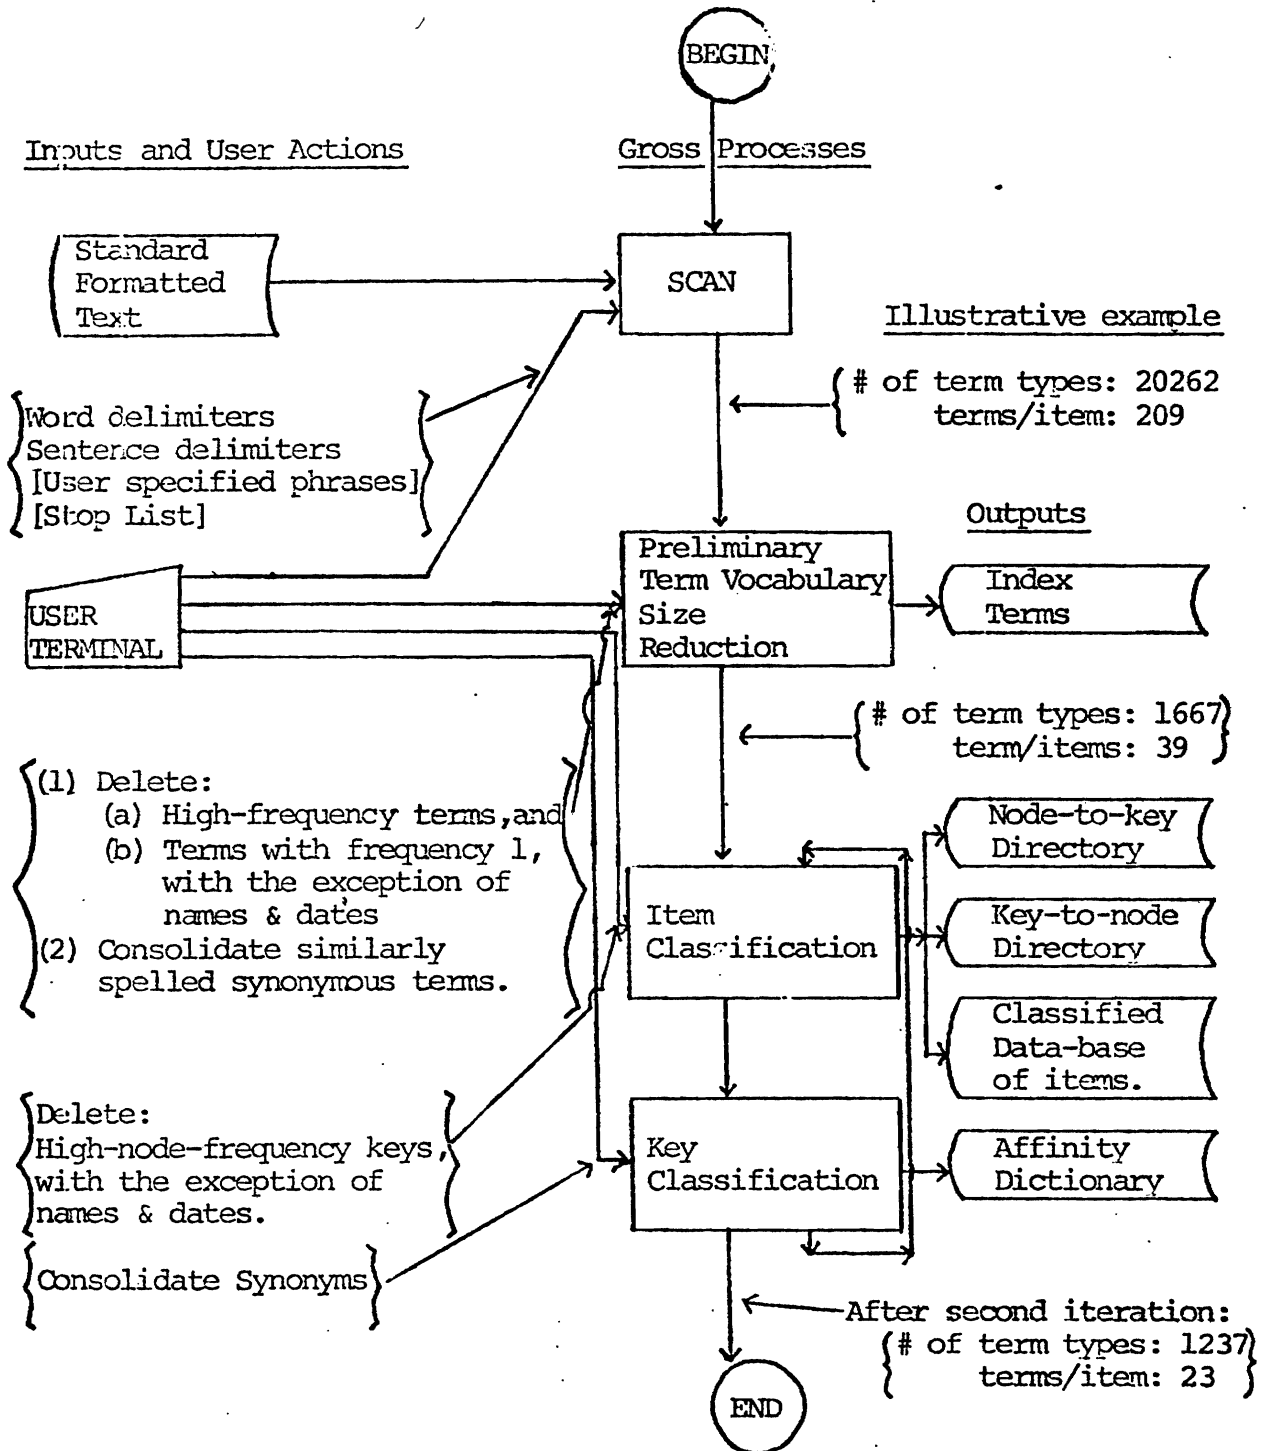 BEGIN
Inputs and User Actions
Gross Processes
Standard
Formatted
Text
SCAN
Illustrative example
# of term types: 20262
terms/item: 209
Word delimiters
Sentence delimiters
[User specified phrases]
[Stop List]
Outputs
Preliminary
Term Vocabulary
Size
Reduction
Index
Terms
USER
TERMINAL
# of term types: 1667
term/items: 39
(1) Delete:
(a) High-frequency terms,and
(b) Terms with frequency 1,
with the exception of
names & dates
(2) Consolidate similarly
spelled synonymous terms.
Item
Classification
Node-to-key
Directory
Key-to-node
Directory
Classified
Data-base
of items.
Delete:
High-node-frequency keys,
with the exception of
names & dates.
Key
Classification
Affinity
Dictionary
Consolidate Synonyms
After second iteration:
# of term types: 1237
terms/item: 23
END